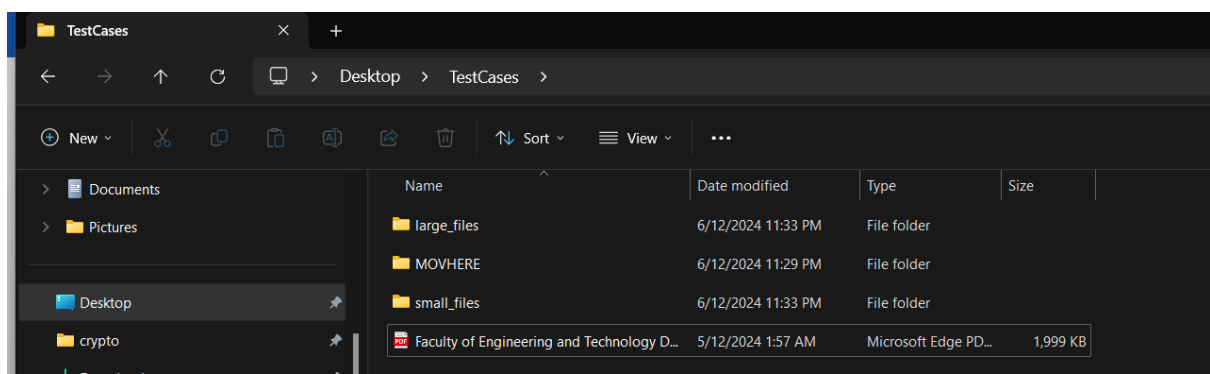 TestCases
Desktop > TestCases >
New Sort View
Documents
Pictures
Desktop
crypto
Name Date modified Type Size
large_files 6/12/2024 11:33 PM File folder
MOVHERE 6/12/2024 11:29 PM File folder
small_files 6/12/2024 11:33 PM File folder
PDF Faculty of Engineering and Technology D... 5/12/2024 1:57 AM Microsoft Edge PD... 1,999 KB